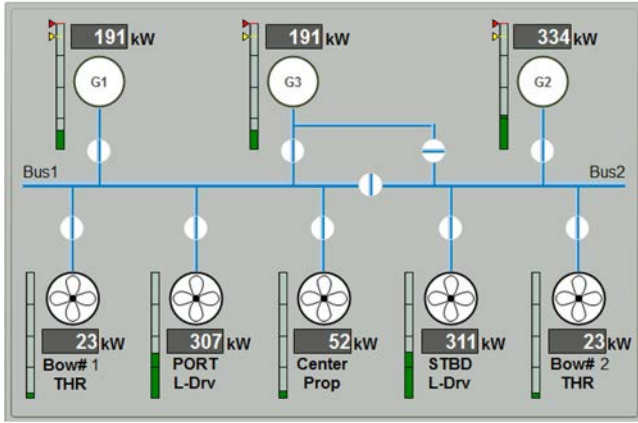 191 kW
191 kW
334 kW
G1
G3
G2
Bus1
Bus2
23 kW
307 kW
52 kW
311 kW
23 kW
Bow# 1
THR
PORT
L-Drv
Center
Prop
STBD
L-Drv
Bow# 2
THR